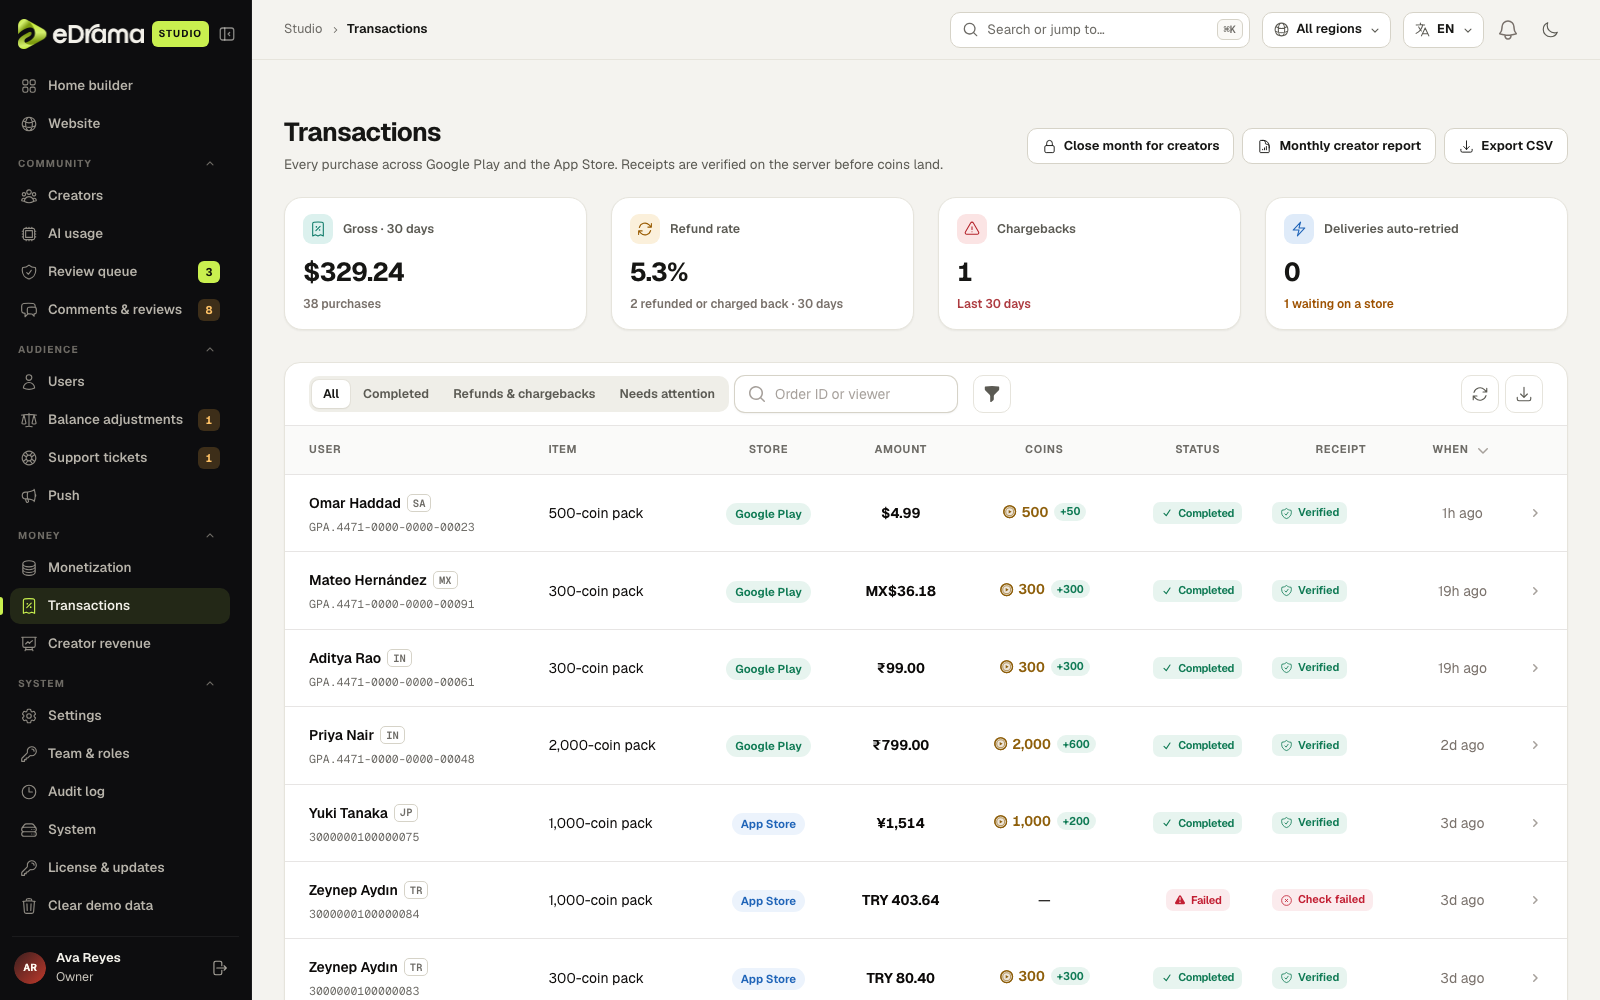 eDrama STUDIO
Home builder
Website
COMMUNITY
Creators
AI usage
Review queue 3
Comments & reviews 8
AUDIENCE
Users
Balance adjustments 1
Support tickets 1
Push
MONEY
Monetization
Transactions
Creator revenue
SYSTEM
Settings
Team & roles
Audit log
System
License & updates
Clear demo data
AR Ava Reyes
Owner
Studio › Transactions
Search or jump to... ⌘K
All regions
EN
Transactions
Every purchase across Google Play and the App Store. Receipts are verified on the server before coins land.
Close month for creators
Monthly creator report
Export CSV
Gross · 30 days
$329.24
38 purchases
Refund rate
5.3%
2 refunded or charged back · 30 days
Chargebacks
1
Last 30 days
Deliveries auto-retried
0
1 waiting on a store
All Completed Refunds & chargebacks Needs attention Order ID or viewer
USER ITEM STORE AMOUNT COINS STATUS RECEIPT WHEN
Omar Haddad SA
GPA.4471-0000-0000-00023
500-coin pack Google Play $4.99 500 +50 Completed Verified 1h ago
Mateo Hernández MX
GPA.4471-0000-0000-00091
300-coin pack Google Play MX$36.18 300 +300 Completed Verified 19h ago
Aditya Rao IN
GPA.4471-0000-0000-00061
300-coin pack Google Play ₹99.00 300 +300 Completed Verified 19h ago
Priya Nair IN
GPA.4471-0000-0000-00048
2,000-coin pack Google Play ₹799.00 2,000 +600 Completed Verified 2d ago
Yuki Tanaka JP
3000000100000075
1,000-coin pack App Store ¥1,514 1,000 +200 Completed Verified 3d ago
Zeynep Aydın TR
3000000100000084
1,000-coin pack App Store TRY 403.64 — Failed Check failed 3d ago
Zeynep Aydın TR
3000000100000083
300-coin pack App Store TRY 80.40 300 +300 Completed Verified 3d ago